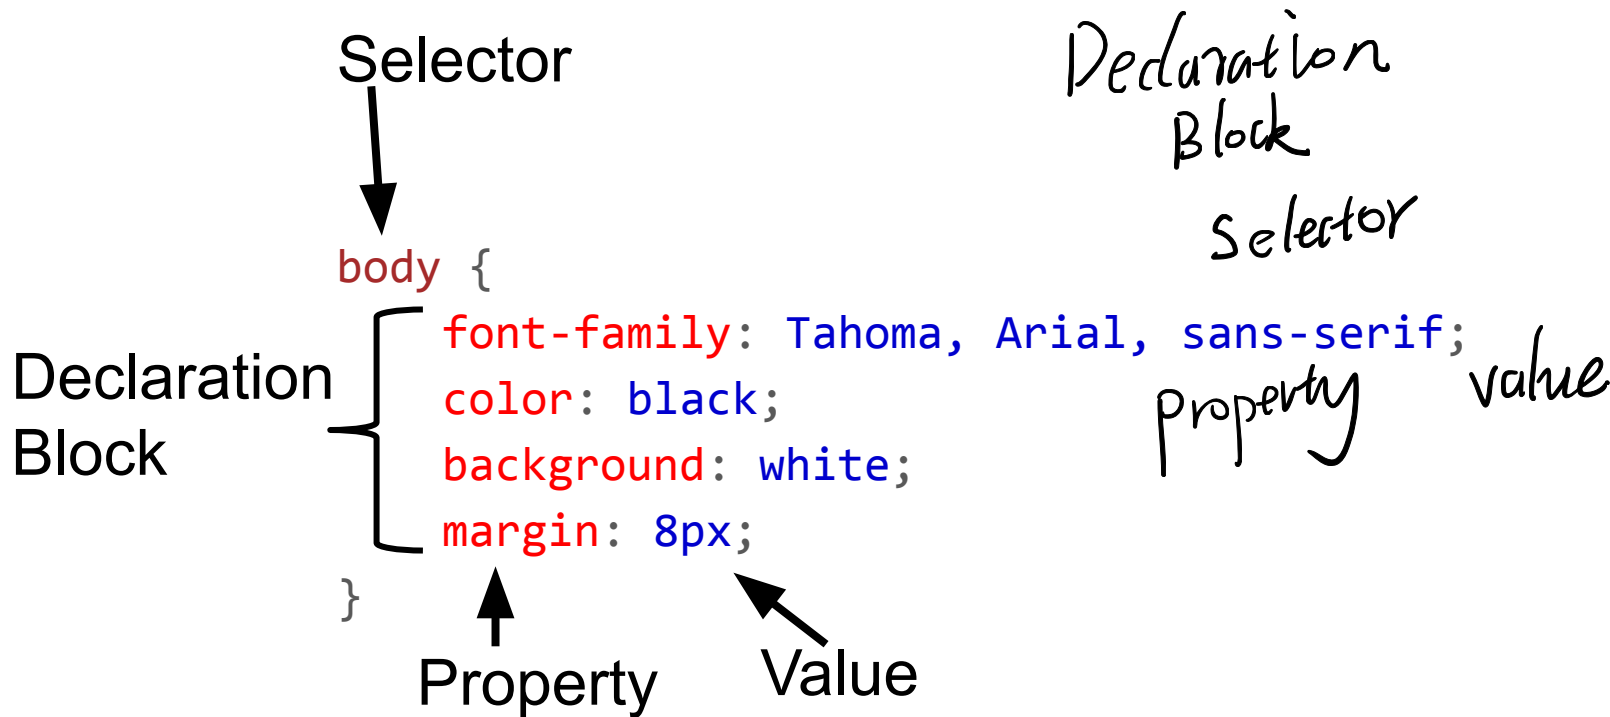 Selector
Declaration
Block
Selector
body {
font-family: Tahoma, Arial, sans-serif;
Declaration
Block
color: black;
property value
background: white;
margin: 8px;
}
Property
Value